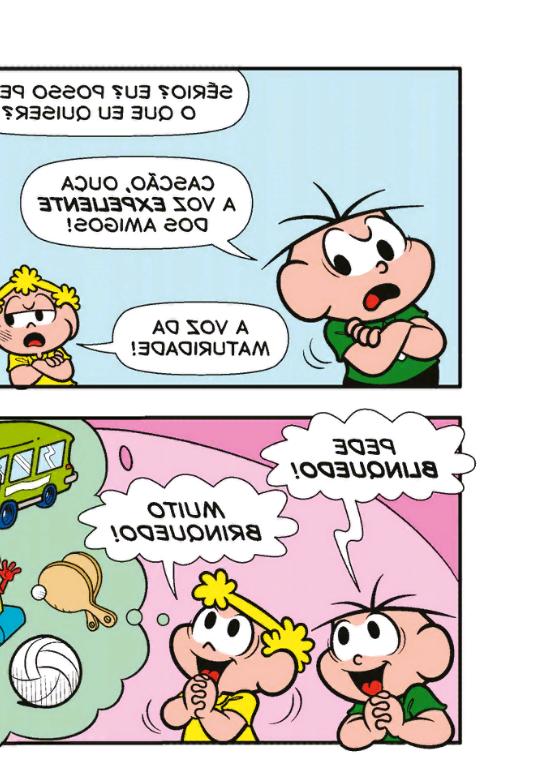 SÉRIO? EU? POSSO PE
O QUE EU QUISER?
CASCÃO, OUÇA
A VOZ EXPELIENTE
DOS AMIGOS!
A VOZ DA
MATURIDADE!
PEDE
BLINQUEDO!
MUITO
BRINQUEDO!